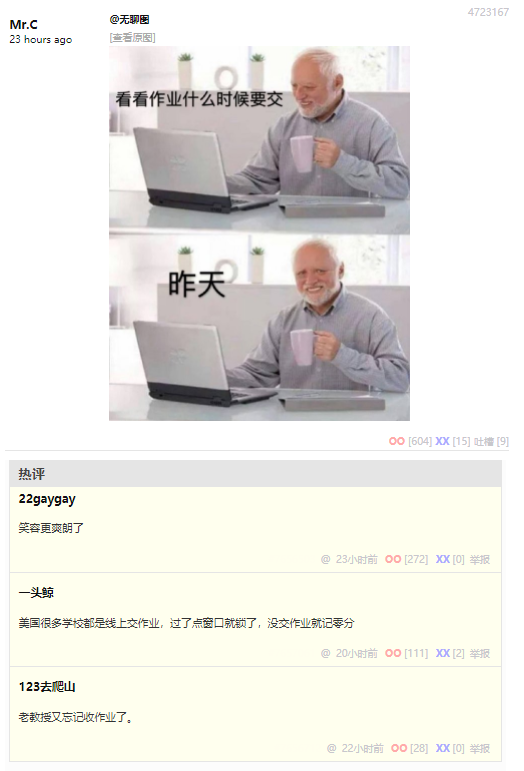 4723167
Mr.C
23 hours ago
@无聊图
[查看原图]
看看作业什么时候要交
昨天
OO [604] XX [15] 吐槽 [9]
热评
22gaygay
笑容更爽朗了
@ 23小时前 OO [272] XX [0] 举报
一头鲸
美国很多学校都是线上交作业，过了点窗口就锁了，没交作业就记零分
@ 20小时前 OO [111] XX [2] 举报
123去爬山
老教授又忘记收作业了。
@ 22小时前 OO [28] XX [0] 举报